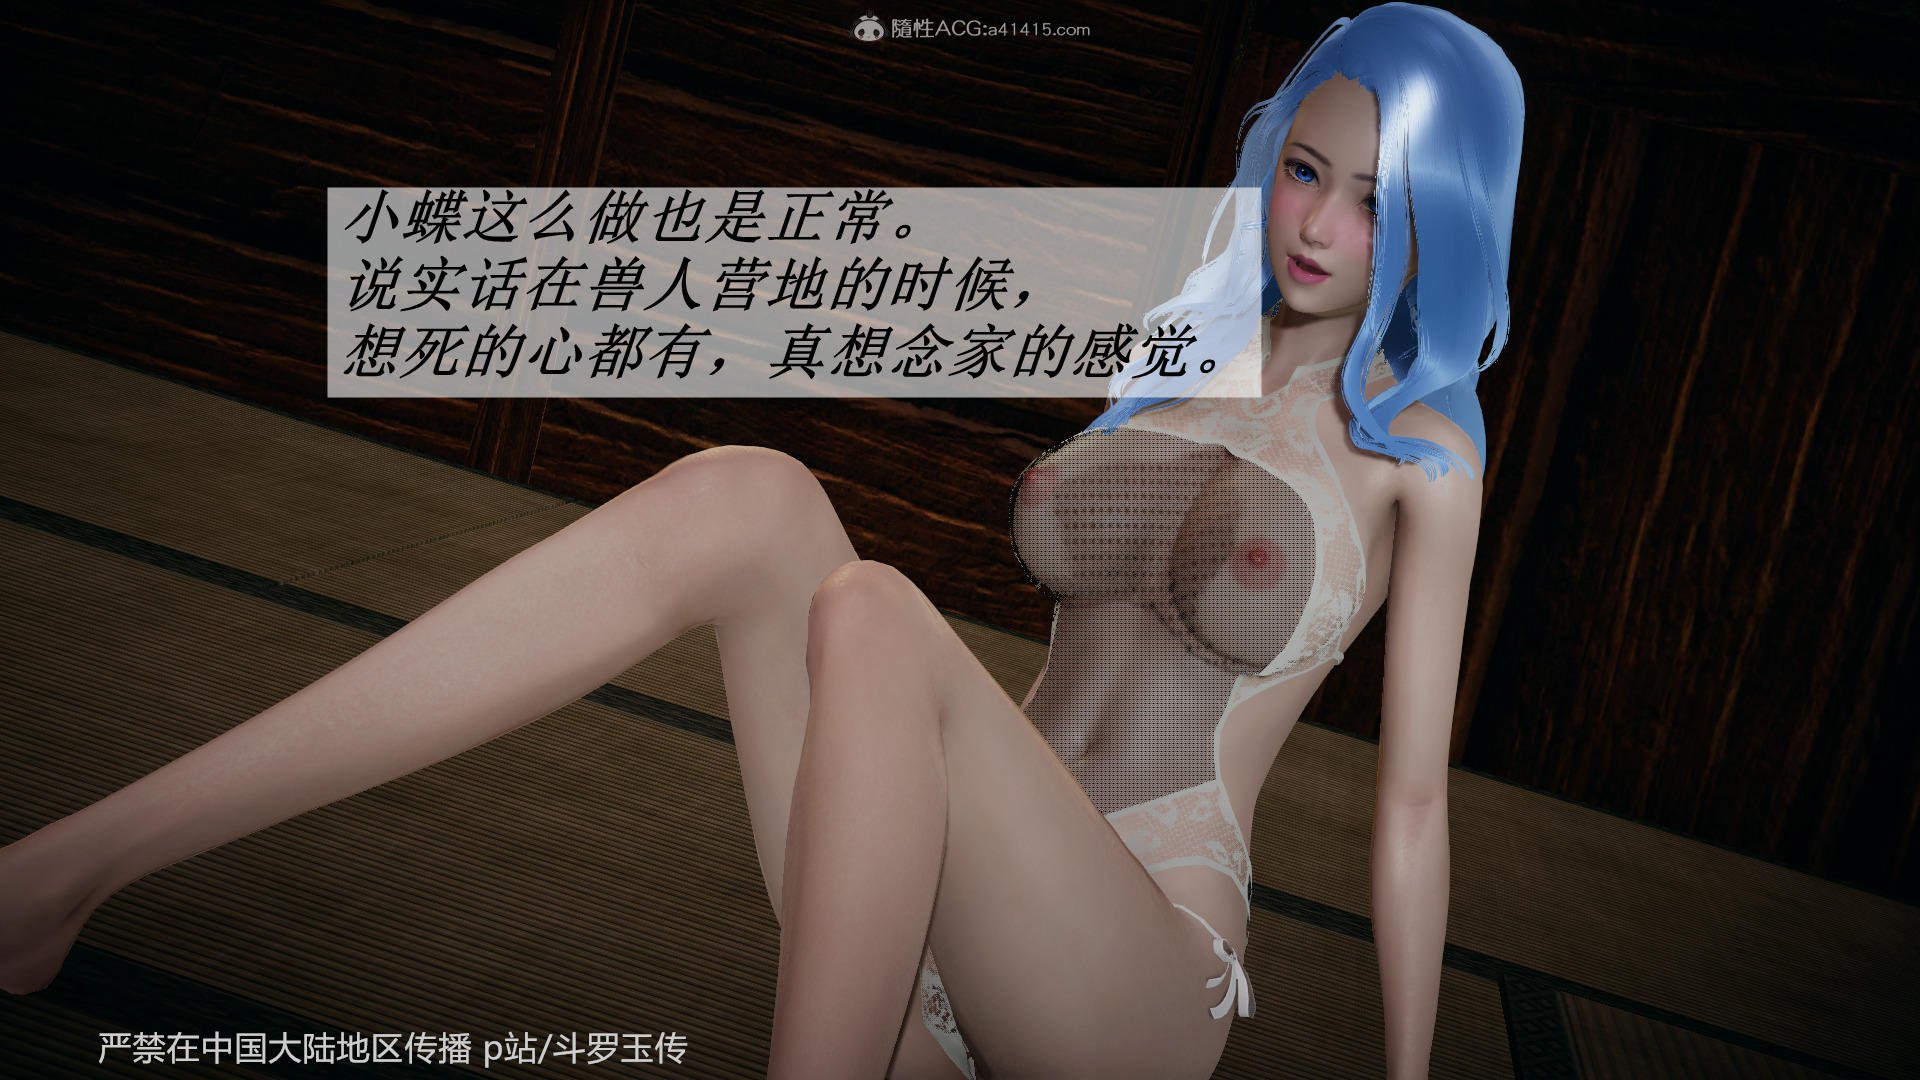 隨性ACG:a41415.com
小蝶这么做也是正常。
说实话在兽人营地的时候，
想死的心都有，真想念家的感觉。
严禁在中国大陆地区传播 p站/斗罗玉传